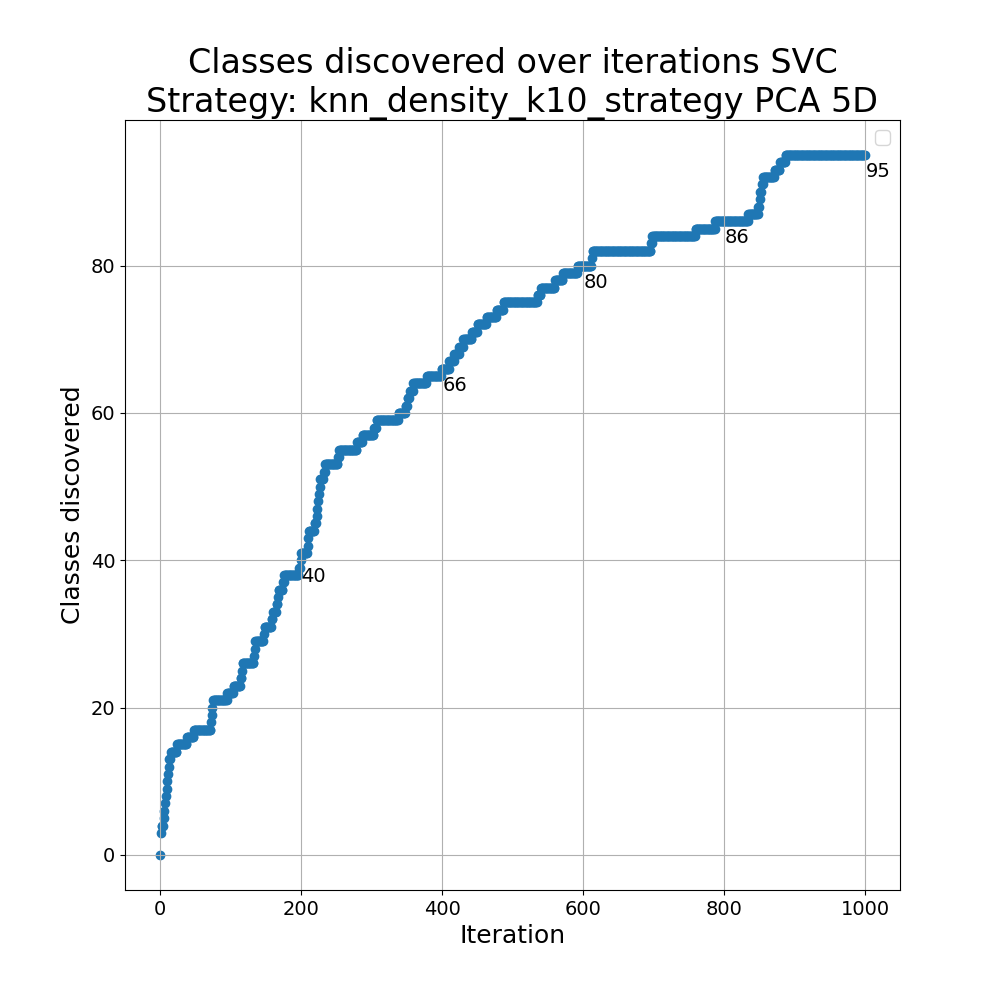 Classes discovered over iterations SVC
Strategy: knn_density_k10_strategy PCA 5D
95
86
80
80
66
60
Classes discovered
40
40
20
0
0 200 400 600 800 1000
Iteration